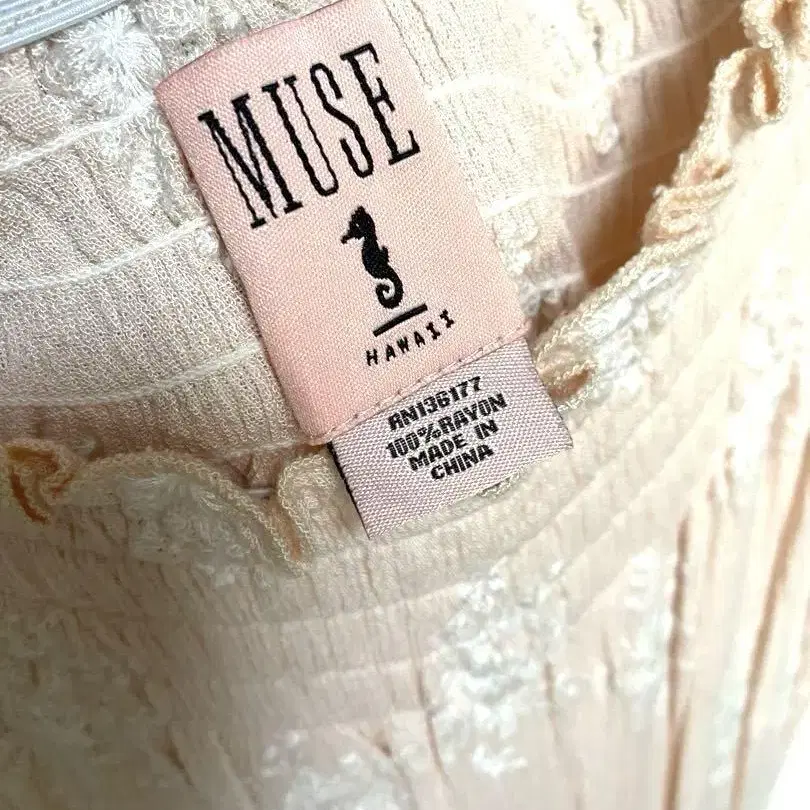 MUSE
HAWAII
RN136177
100%RAYON
MADE IN
CHINA